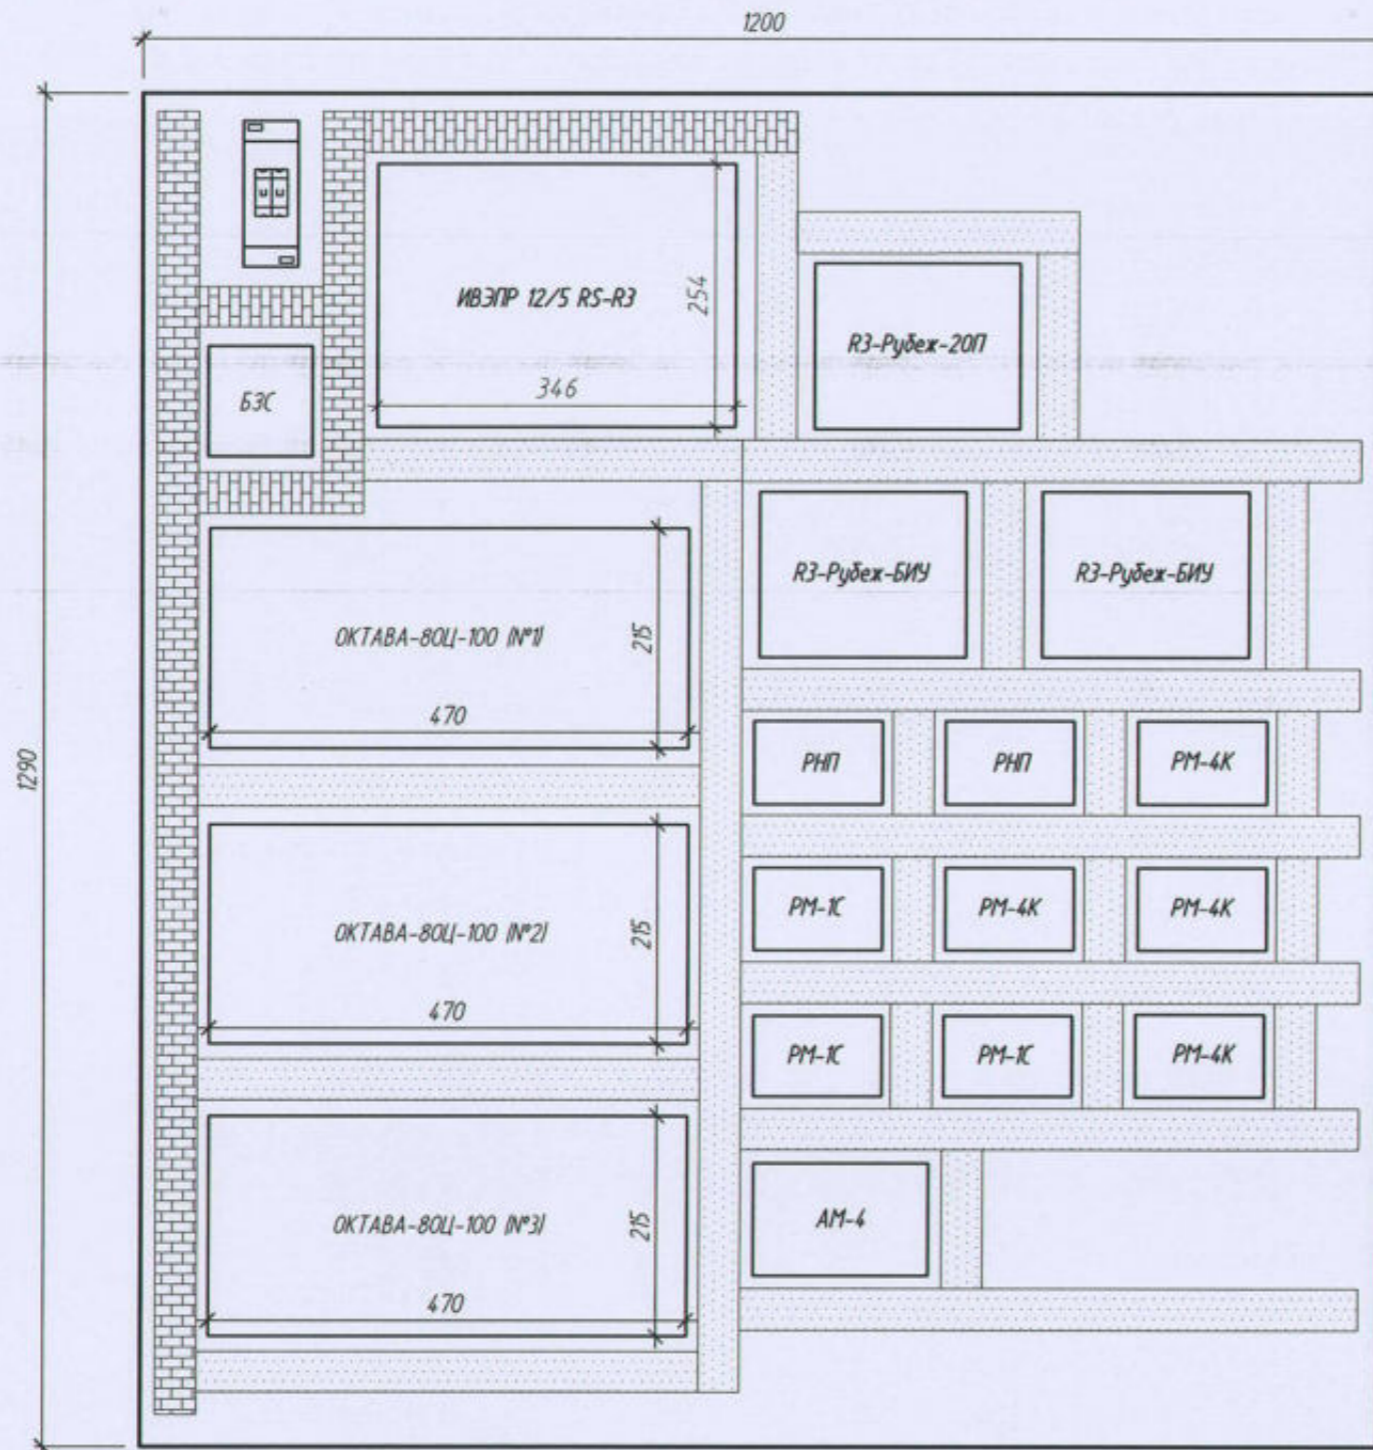 1200
ИВЭПР 12/5 RS-R3
254
346
R3-Рубеж-20П
БЗС
R3-Рубеж-БИУ
R3-Рубеж-БИУ
ОКТАВА-80Ц-100 (№1)
215
470
1290
РНП
РНП
РМ-4К
ОКТАВА-80Ц-100 (№2)
215
470
РМ-1С
РМ-4К
РМ-4К
РМ-1С
РМ-1С
РМ-4К
ОКТАВА-80Ц-100 (№3)
215
470
АМ-4